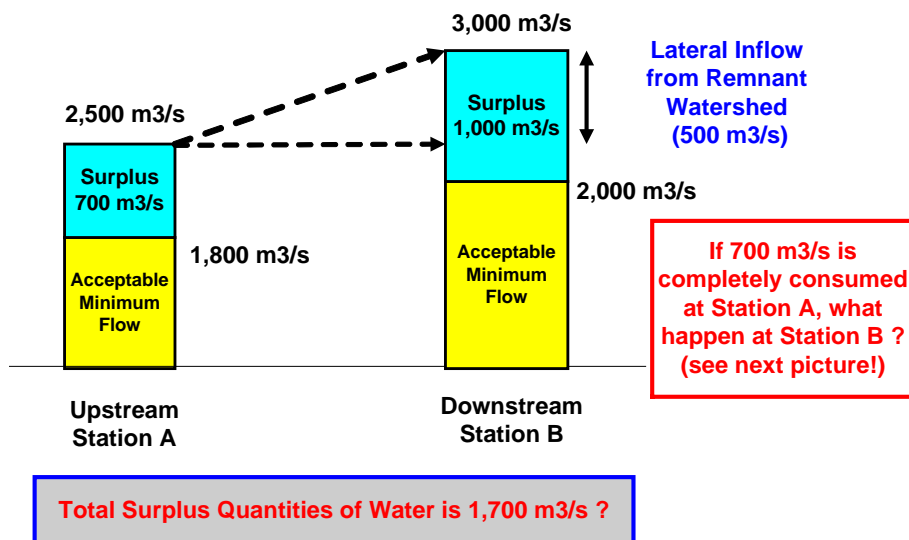 3,000 m3/s
Lateral Inflow
from Remnant
Watershed
(500 m3/s)
2,500 m3/s
Surplus
1,000 m3/s
Surplus
700 m3/s
2,000 m3/s
1,800 m3/s
Acceptable
Minimum
Flow
Acceptable
Minimum
Flow
If 700 m3/s is
completely consumed
at Station A, what
happen at Station B ?
(see next picture!)
Upstream
Station A
Downstream
Station B
Total Surplus Quantities of Water is 1,700 m3/s ?